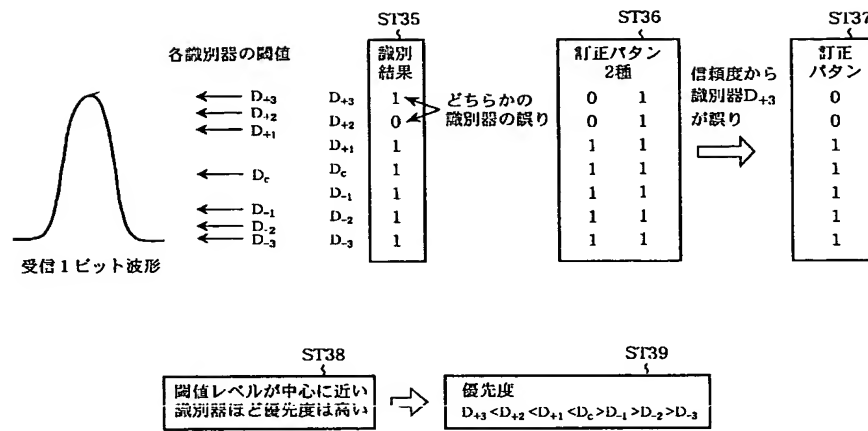 ST35
ST36
ST37
各識別器の閾値
識別
結果
訂正パタン
2種
訂正
パタン
D+3
D+2
D+1
Dc
D-1
D-2
D-3
D+3 1
D+2 0
D+1 1
Dc 1
D-1 1
D-2 1
D-3 1
どちらかの
識別器の誤り
0 1
0 1
1 1
1 1
1 1
1 1
1 1
信頼度から
識別器D+3
が誤り
0
0
1
1
1
1
1
受信1ビット波形
ST38
ST39
閾値レベルが中心に近い
識別器ほど優先度は高い
優先度
D+3<D+2<D+1<Dc>D-1>D-2>D-3